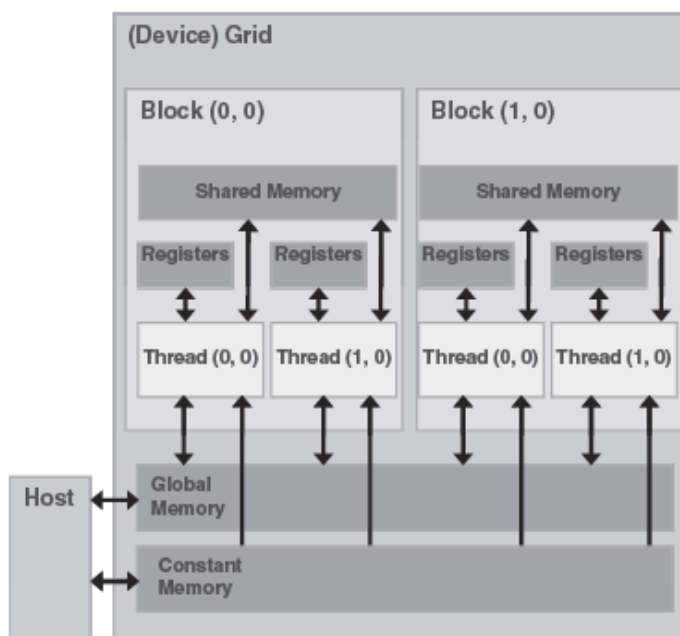 (Device) Grid
Block (0, 0)
Block (1, 0)
Shared Memory
Shared Memory
Registers
Registers
Registers
Registers
Thread (0, 0)
Thread (1, 0)
Thread (0, 0)
Thread (1, 0)
Host
Global
Memory
Constant
Memory